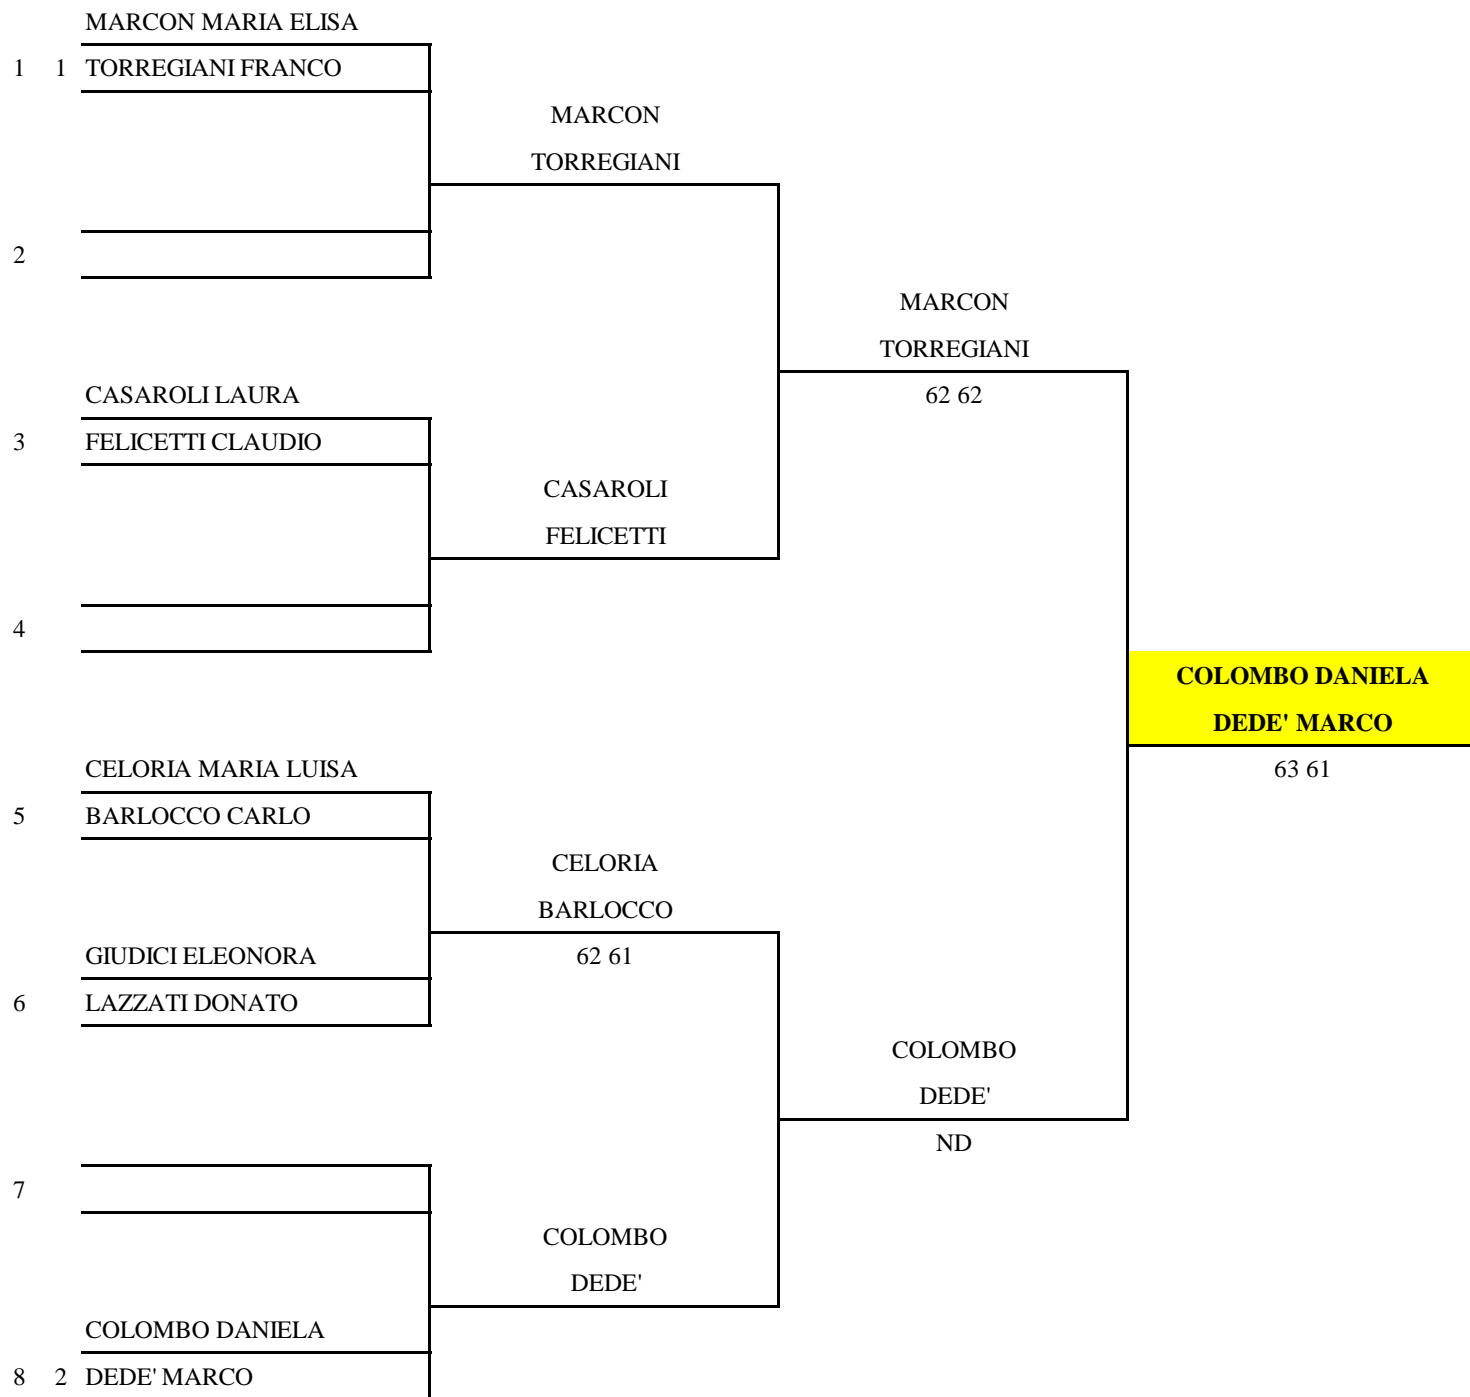 MARCON MARIA ELISA
1 1 TORREGIANI FRANCO
MARCON
TORREGIANI
2
MARCON
TORREGIANI
62 62
CASAROLI LAURA
3 FELICETTI CLAUDIO
CASAROLI
FELICETTI
4
COLOMBO DANIELA
DEDE' MARCO
63 61
CELORIA MARIA LUISA
5 BARLOCCO CARLO
CELORIA
BARLOCCO
62 61
GIUDICI ELEONORA
6 LAZZATI DONATO
COLOMBO
DEDE'
ND
7
COLOMBO
DEDE'
COLOMBO DANIELA
8 2 DEDE' MARCO